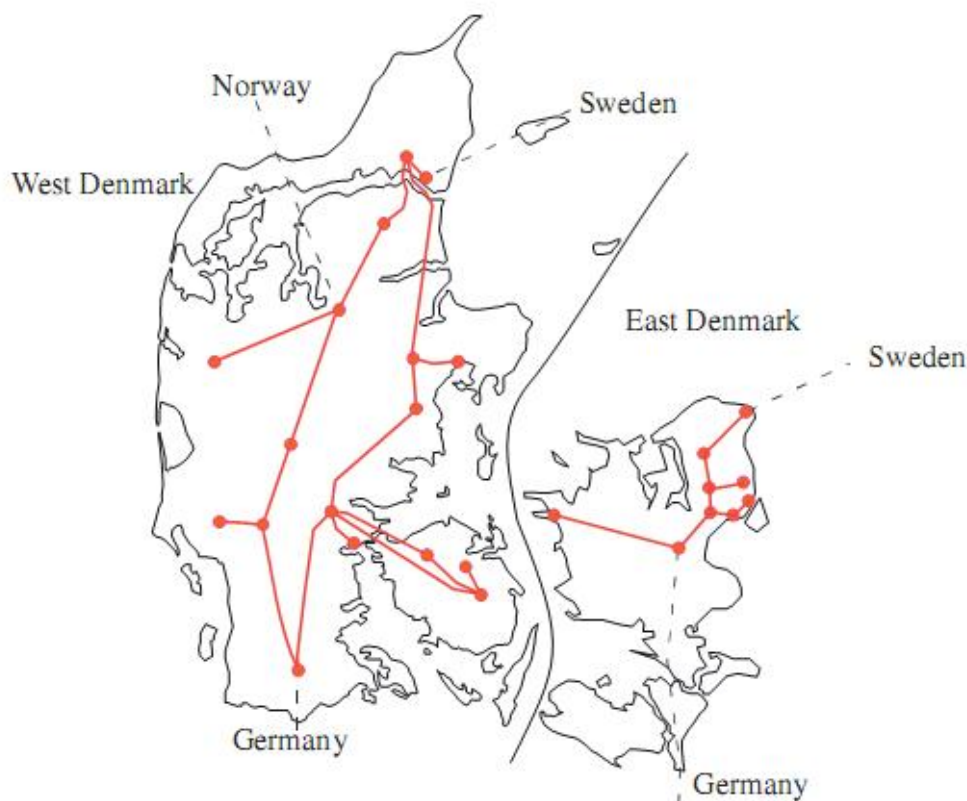 Norway
Sweden
West Denmark
East Denmark
Sweden
Germany
Germany